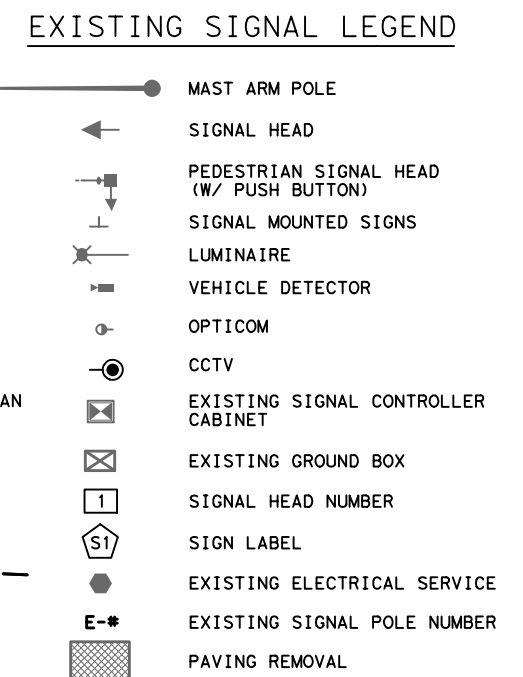 EXISTING SIGNAL LEGEND
MAST ARM POLE
SIGNAL HEAD
PEDESTRIAN SIGNAL HEAD
(W/ PUSH BUTTON)
SIGNAL MOUNTED SIGNS
LUMINAIRE
VEHICLE DETECTOR
OPTICOM
CCTV
AN
EXISTING SIGNAL CONTROLLER
CABINET
EXISTING GROUND BOX
1 SIGNAL HEAD NUMBER
S1 SIGN LABEL
EXISTING ELECTRICAL SERVICE
E-# EXISTING SIGNAL POLE NUMBER
PAVING REMOVAL